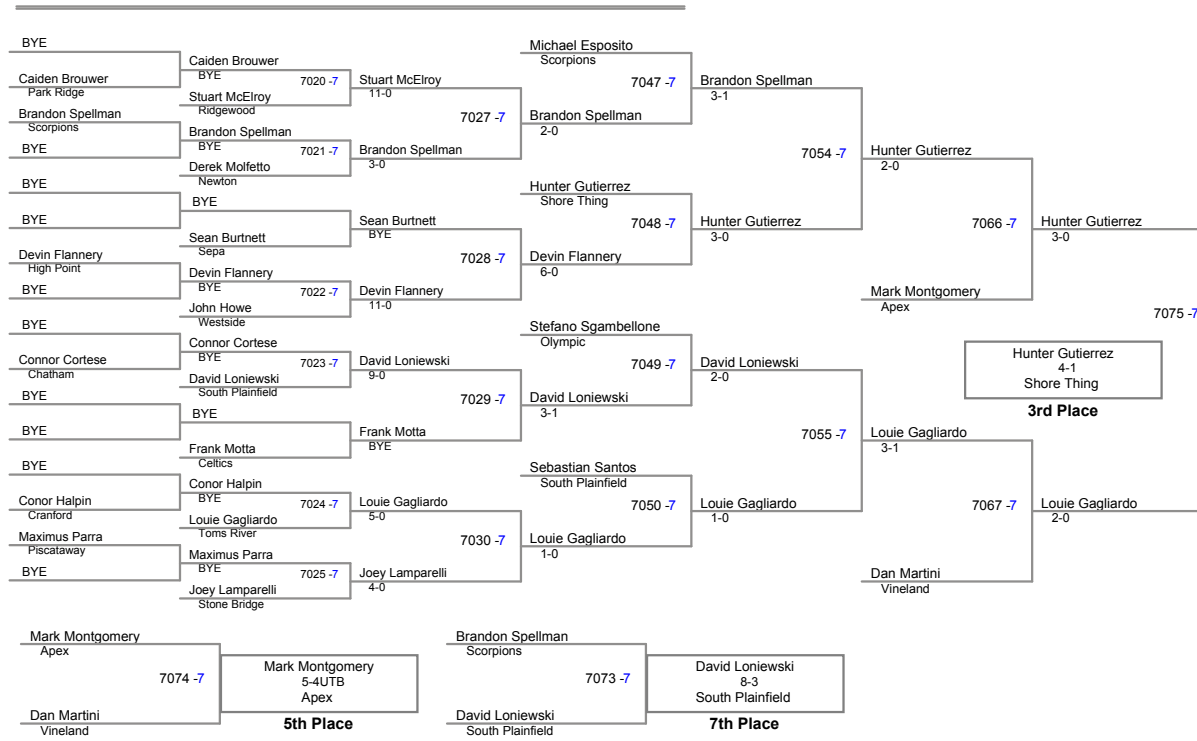 BYE
Caiden Brouwer
Park Ridge
Brandon Spellman
Scorpions
BYE
BYE
BYE
Devin Flannery
High Point
BYE
BYE
Connor Cortese
Chatham
BYE
BYE
BYE
Conor Halpin
Cranford
Maximus Parra
Piscataway
BYE
Caiden Brouwer
BYE
7020 -7
Stuart McElroy
Ridgewood
Brandon Spellman
BYE
7021 -7
Derek Molfetto
Newton
BYE
Sean Burtnett
Sepa
Devin Flannery
BYE
7022 -7
John Howe
Westside
Connor Cortese
BYE
7023 -7
David Loniewski
South Plainfield
BYE
Frank Motta
Celtics
Conor Halpin
BYE
7024 -7
Louie Gagliardo
Toms River
Maximus Parra
BYE
7025 -7
Joey Lamparelli
Stone Bridge
Stuart McElroy
11-0
7027 -7
Brandon Spellman
3-0
Sean Burtnett
BYE
7028 -7
Devin Flannery
11-0
David Loniewski
9-0
7029 -7
Frank Motta
BYE
Louie Gagliardo
5-0
7030 -7
Joey Lamparelli
4-0
Michael Esposito
Scorpions
7047 -7
Brandon Spellman
2-0
Hunter Gutierrez
Shore Thing
7048 -7
Devin Flannery
6-0
Stefano Sgambellone
Olympic
7049 -7
David Loniewski
3-1
Sebastian Santos
South Plainfield
7050 -7
Louie Gagliardo
1-0
Brandon Spellman
3-1
7054 -7
Hunter Gutierrez
3-0
David Loniewski
2-0
7055 -7
Louie Gagliardo
1-0
Hunter Gutierrez
2-0
7066 -7
Mark Montgomery
Apex
Louie Gagliardo
3-1
7067 -7
Dan Martini
Vineland
Hunter Gutierrez
3-0
7075 -7
Louie Gagliardo
2-0
Hunter Gutierrez
4-1
Shore Thing
3rd Place
Mark Montgomery
Apex
7074 -7
Dan Martini
Vineland
Mark Montgomery
5-4UTB
Apex
5th Place
Brandon Spellman
Scorpions
7073 -7
David Loniewski
South Plainfield
David Loniewski
8-3
South Plainfield
7th Place